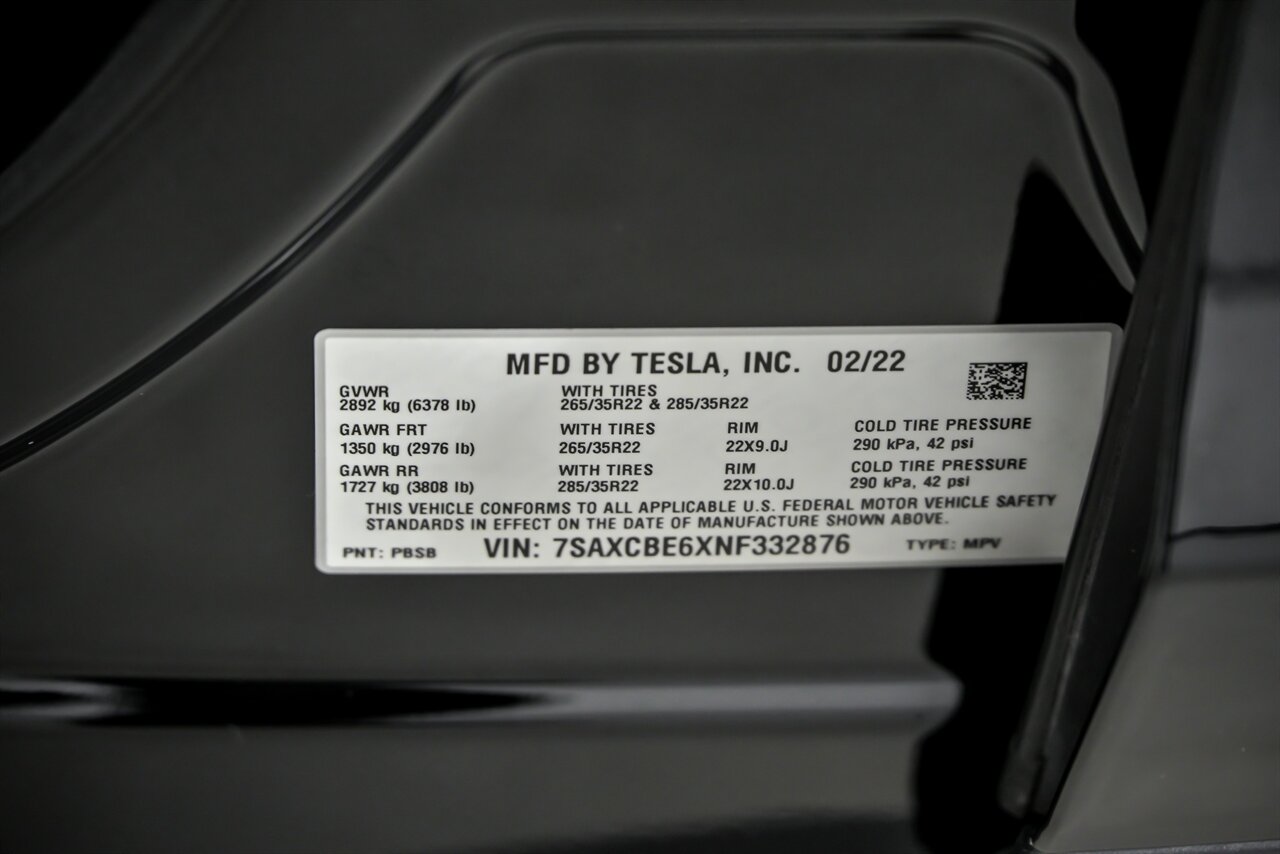 MFD BY TESLA, INC. 02/22
GVWR WITH TIRES
2892 kg (6378 lb) 265/35R22 & 285/35R22
GAWR FRT WITH TIRES RIM COLD TIRE PRESSURE
1350 kg (2976 lb) 265/35R22 22X9.0J 290 kPa, 42 psi
GAWR RR WITH TIRES RIM COLD TIRE PRESSURE
1727 kg (3808 lb) 285/35R22 22X10.0J 290 kPa, 42 psi
THIS VEHICLE CONFORMS TO ALL APPLICABLE U.S. FEDERAL MOTOR VEHICLE SAFETY
STANDARDS IN EFFECT ON THE DATE OF MANUFACTURE SHOWN ABOVE.
PNT: PBSB VIN: 7SAXCBE6XNF332876 TYPE: MPV